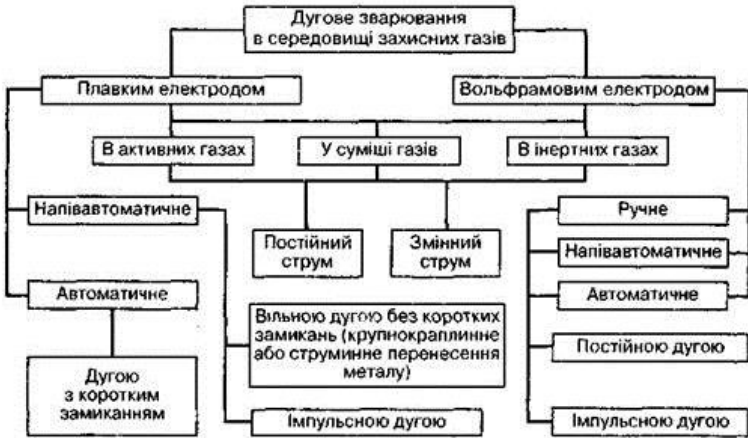 Дугове зварювання
в середовищі захисних газів
Плавким електродом
Вольфрамовим електродом
В активних газах
У суміші газів
В інертних газах
Напівавтоматичне
Постійний
струм
Змінний
струм
Ручне
Напівавтоматичне
Автоматичне
Автоматичне
Вільною дугою без коротких
замикань (крупнокраплинне
або струминне перенесення
металу)
Постійною дугою
Дугою
з коротким
замиканням
Імпульсною дугою
Імпульсною дугою